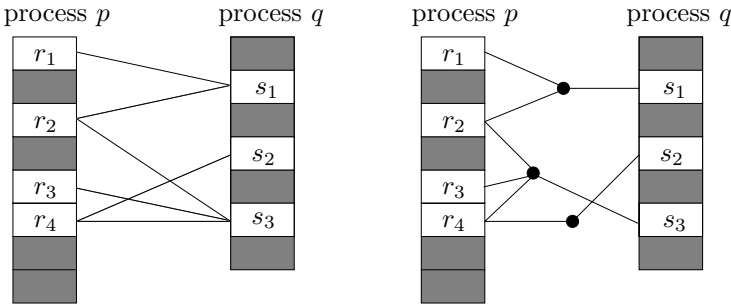 process p process q process p process q
r1 r1
s1 s1
r2 r2
s2 s2
r3 r3
r4 s3 r4 s3